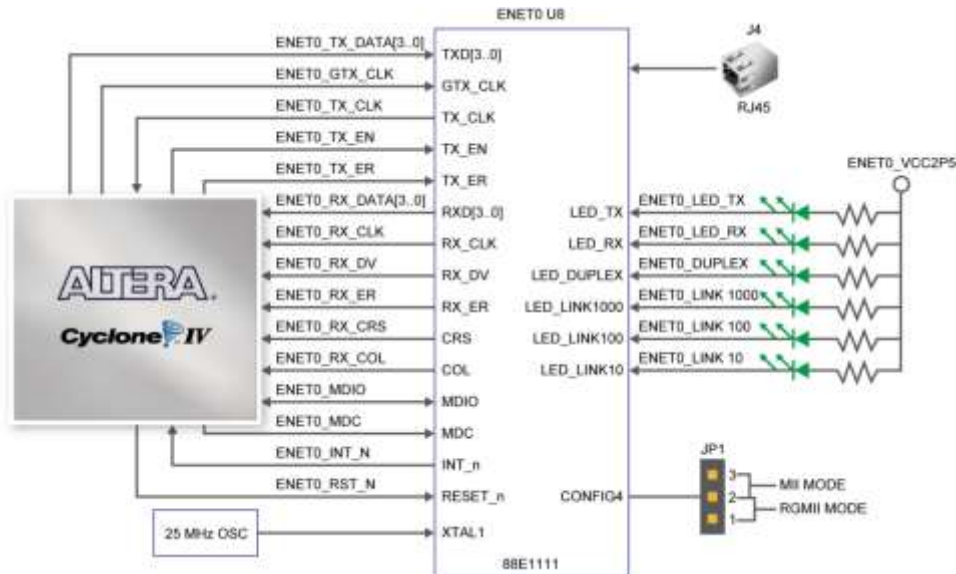 ENET0 U8
J4
RJ45
ENET0_TX_DATA[3..0] TXD[3..0]
ENET0_GTX_CLK GTX_CLK
ENET0_TX_CLK TX_CLK
ENET0_TX_EN TX_EN
ENET0_TX_ER TX_ER
ENET0_VCC2P5
ENET0_RX_DATA[3..0] RXD[3..0] LED_TX ENET0_LED_TX
ENET0_RX_CLK RX_CLK LED_RX ENET0_LED_RX
ENET0_RX_DV RX_DV LED_DUPLEX ENET0_DUPLEX
ENET0_RX_ER RX_ER LED_LINK1000 ENET0_LINK 1000
ENET0_RX_CRS CRS LED_LINK100 ENET0_LINK 100
ENET0_RX_COL COL LED_LINK10 ENET0_LINK 10
ALTERA®
Cyclone IV
ENET0_MDIO MDIO
ENET0_MDC MDC
ENET0_INT_N INT_n
ENET0_RST_N RESET_n CONFIG4
JP1
3
2
1
MII MODE
RGMII MODE
25 MHz OSC XTAL1
88E1111